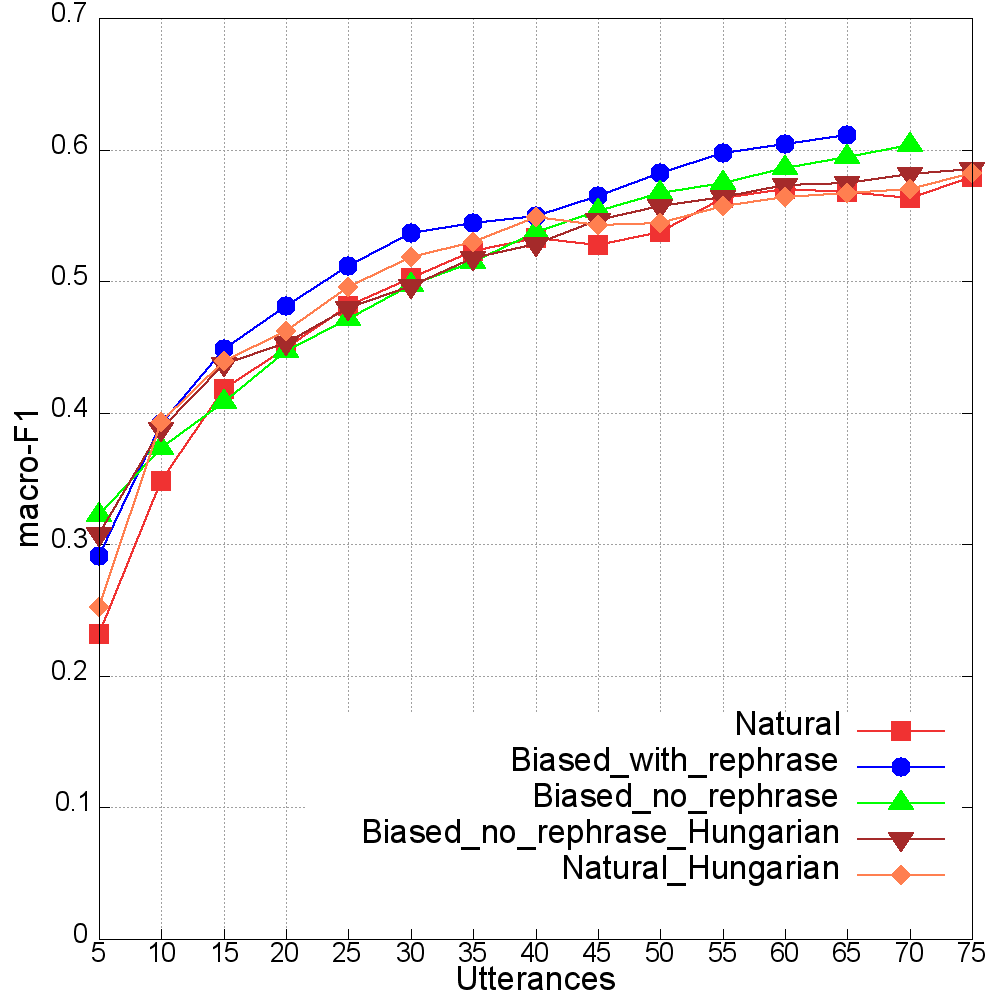 0.7
0.6
0.5
0.4
0.3
0.2
0.1
0
macro-F1
Natural
Biased_with_rephrase
Biased_no_rephrase
Biased_no_rephrase_Hungarian
Natural_Hungarian
5 10 15 20 25 30 35 40 45 50 55 60 65 70 75
Utterances